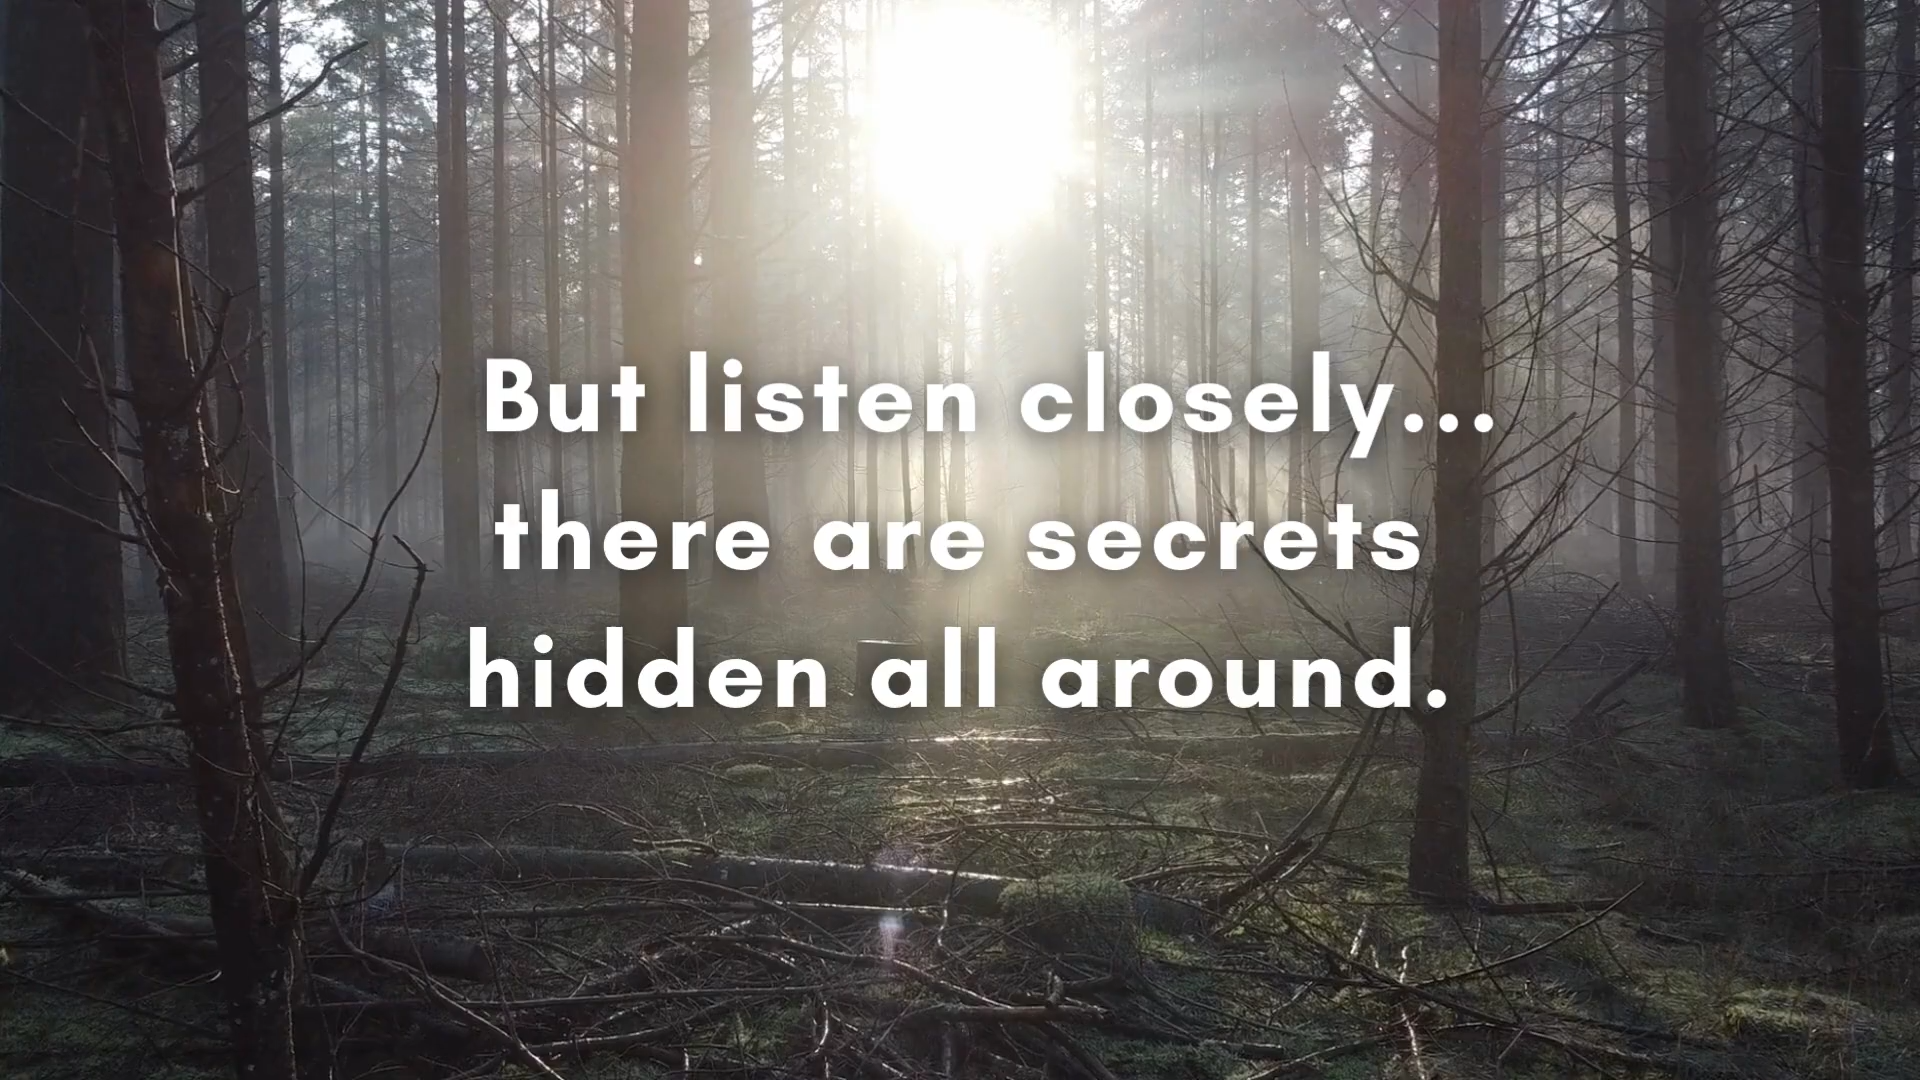 But listen closely...
there are secrets
hidden all around.